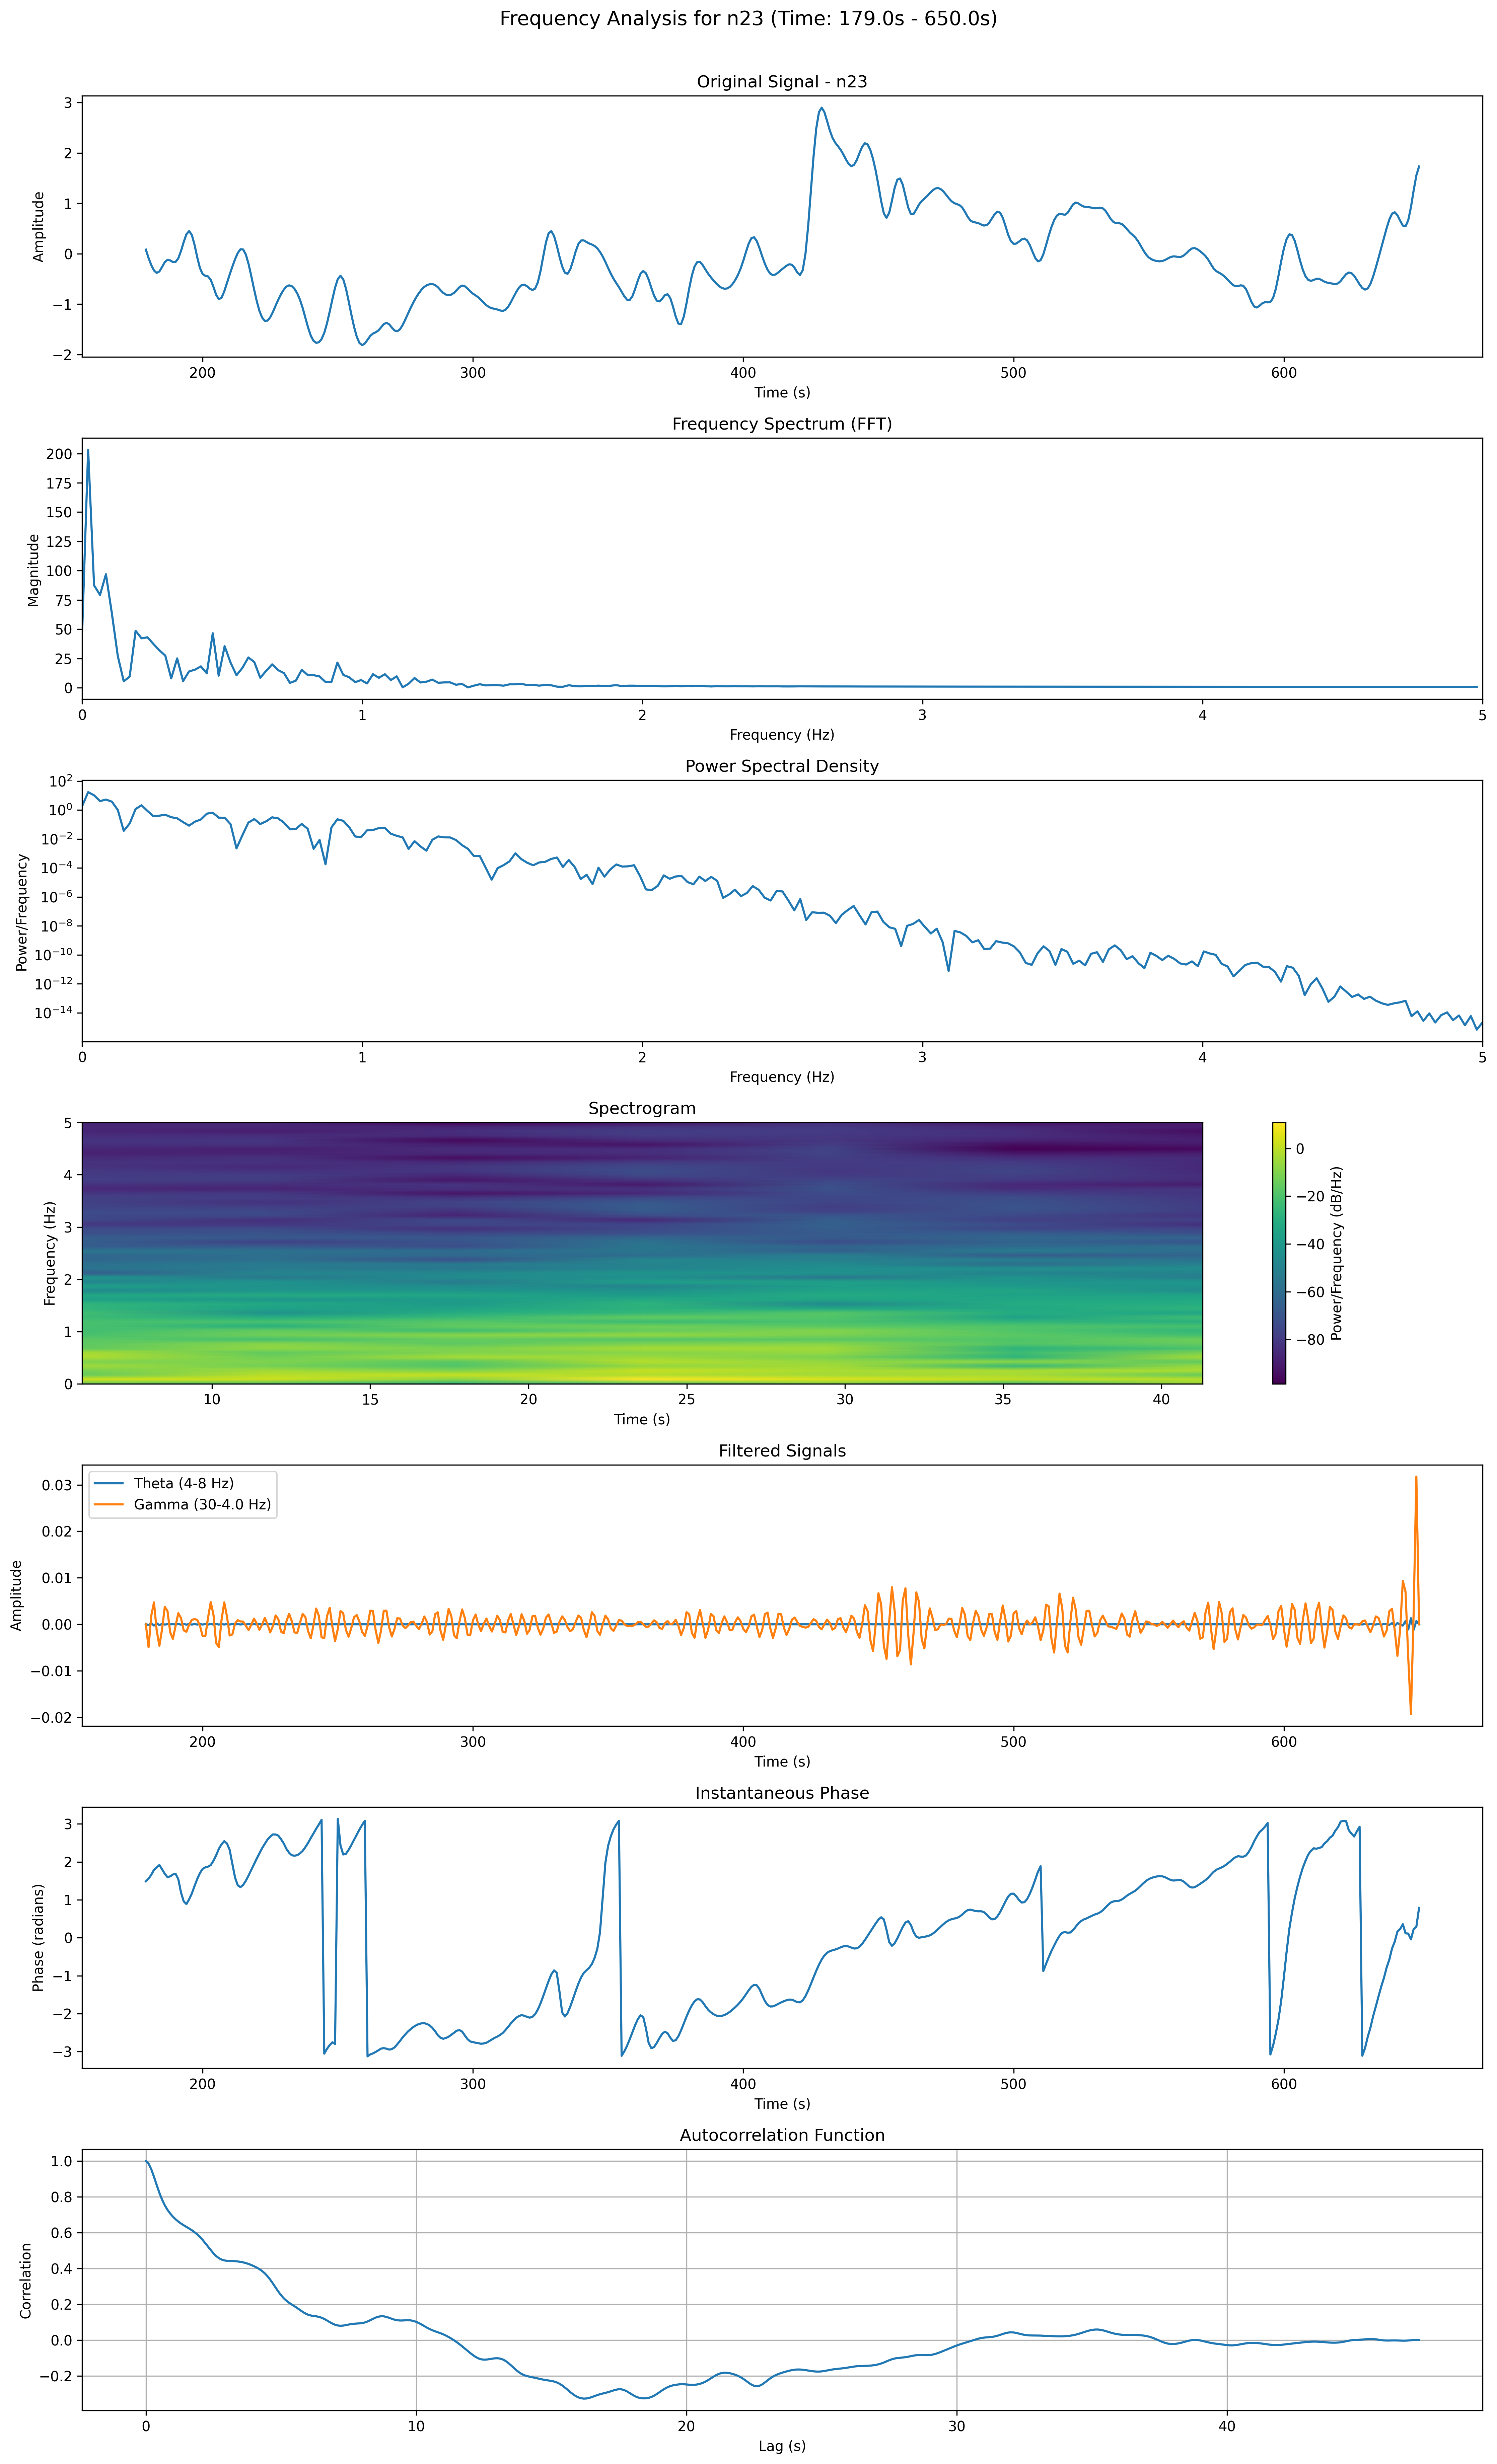 Frequency Analysis for n23 (Time: 179.0s - 650.0s)
Original Signal - n23
3
2
1
0
−1
−2
Amplitude
200 300 400 500 600
Time (s)
Frequency Spectrum (FFT)
200
175
150
125
100
75
50
25
0
Magnitude
0 1 2 3 4 5
Frequency (Hz)
Power Spectral Density
10²
10⁰
10⁻²
10⁻⁴
10⁻⁶
10⁻⁸
10⁻¹⁰
10⁻¹²
10⁻¹⁴
Power/Frequency
0 1 2 3 4 5
Frequency (Hz)
Spectrogram
5
4
3
2
1
0
Frequency (Hz)
10 15 20 25 30 35 40
Time (s)
0
−20
−40
−60
−80
Power/Frequency (dB/Hz)
Filtered Signals
Theta (4-8 Hz)
Gamma (30-4.0 Hz)
0.03
0.02
0.01
0.00
−0.01
−0.02
Amplitude
200 300 400 500 600
Time (s)
Instantaneous Phase
3
2
1
0
−1
−2
−3
Phase (radians)
200 300 400 500 600
Time (s)
Autocorrelation Function
1.0
0.8
0.6
0.4
0.2
0.0
−0.2
Correlation
0 10 20 30 40
Lag (s)